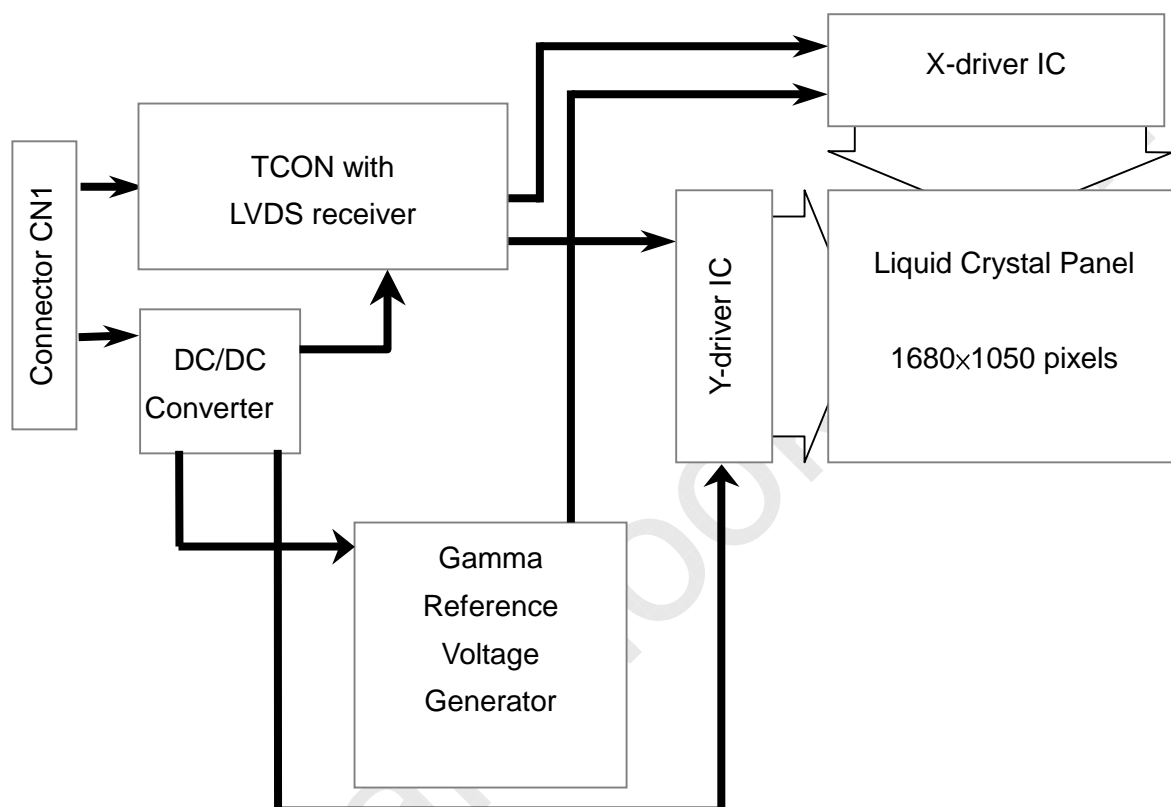 X-driver IC
TCON with
LVDS receiver
Connector CN1
Y-driver IC
Liquid Crystal Panel
1680×1050 pixels
DC/DC
Converter
Gamma
Reference
Voltage
Generator